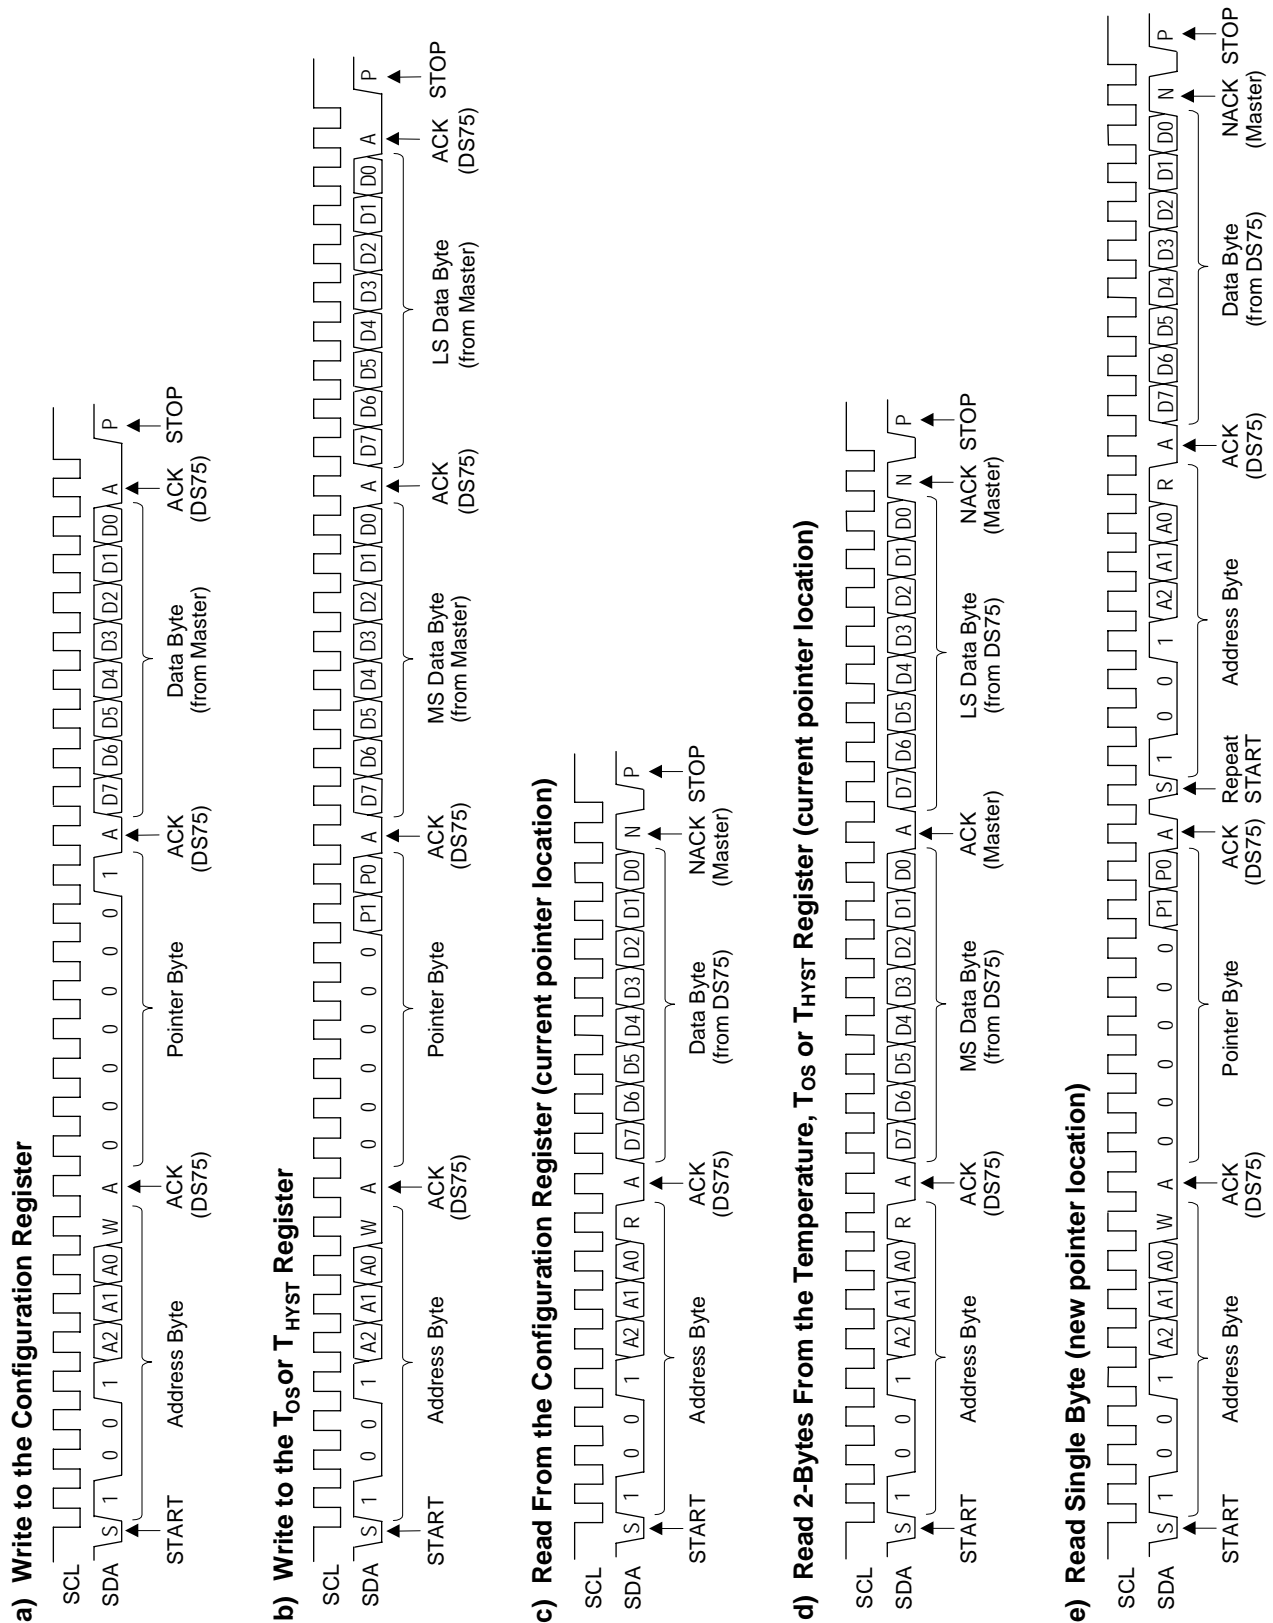 a) Write to the Configuration Register
SCL
SDA
S 1 0 0 1 A2 A1 A0 W A 0 0 0 0 0 0 0 1 A D7 D6 D5 D4 D3 D2 D1 D0 A P
START
Address Byte
ACK
(DS75)
Pointer Byte
ACK
(DS75)
Data Byte
(from Master)
ACK
(DS75)
STOP
b) Write to the TOS or THYST Register
SCL
SDA
S 1 0 0 1 A2 A1 A0 W A 0 0 0 0 0 0 P1 P0 A D7 D6 D5 D4 D3 D2 D1 D0 A D7 D6 D5 D4 D3 D2 D1 D0 A P
START
Address Byte
ACK
(DS75)
Pointer Byte
ACK
(DS75)
MS Data Byte
(from Master)
ACK
(DS75)
LS Data Byte
(from Master)
ACK
(DS75)
STOP
c) Read From the Configuration Register (current pointer location)
SCL
SDA
S 1 0 0 1 A2 A1 A0 R A D7 D6 D5 D4 D3 D2 D1 D0 N P
START
Address Byte
ACK
(DS75)
Data Byte
(from DS75)
NACK
(Master)
STOP
d) Read 2-Bytes From the Temperature, TOS or THYST Register (current pointer location)
SCL
SDA
S 1 0 0 1 A2 A1 A0 R A D7 D6 D5 D4 D3 D2 D1 D0 A D7 D6 D5 D4 D3 D2 D1 D0 N P
START
Address Byte
ACK
(DS75)
MS Data Byte
(from DS75)
ACK
(Master)
LS Data Byte
(from DS75)
NACK
(Master)
STOP
e) Read Single Byte (new pointer location)
SCL
SDA
S 1 0 0 1 A2 A1 A0 W A 0 0 0 0 0 0 P1 P0 A S 1 0 0 1 A2 A1 A0 R A D7 D6 D5 D4 D3 D2 D1 D0 N P
START
Address Byte
ACK
(DS75)
Pointer Byte
ACK
(DS75)
Repeat
START
Address Byte
ACK
(DS75)
Data Byte
(from DS75)
NACK
(Master)
STOP